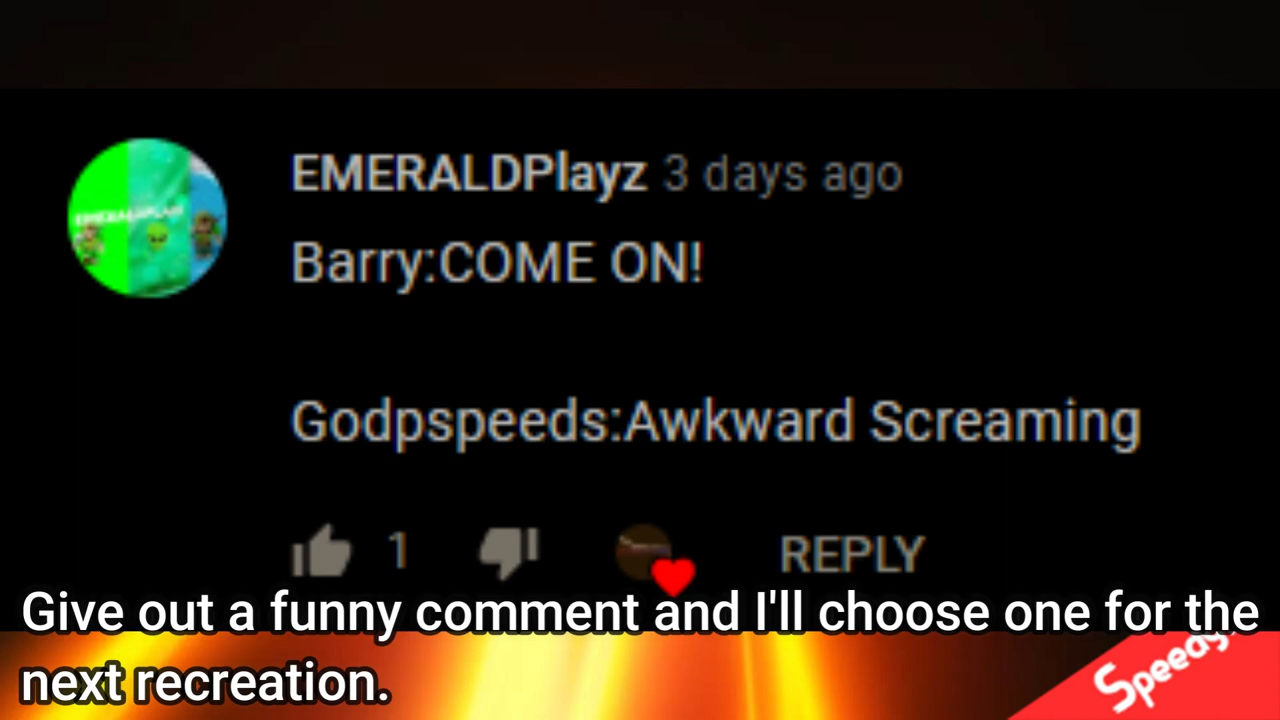 EMERALDPlayz 3 days ago
Barry:COME ON!
Godpspeeds:Awkward Screaming
1
REPLY
Give out a funny comment and I'll choose one for the
next recreation.